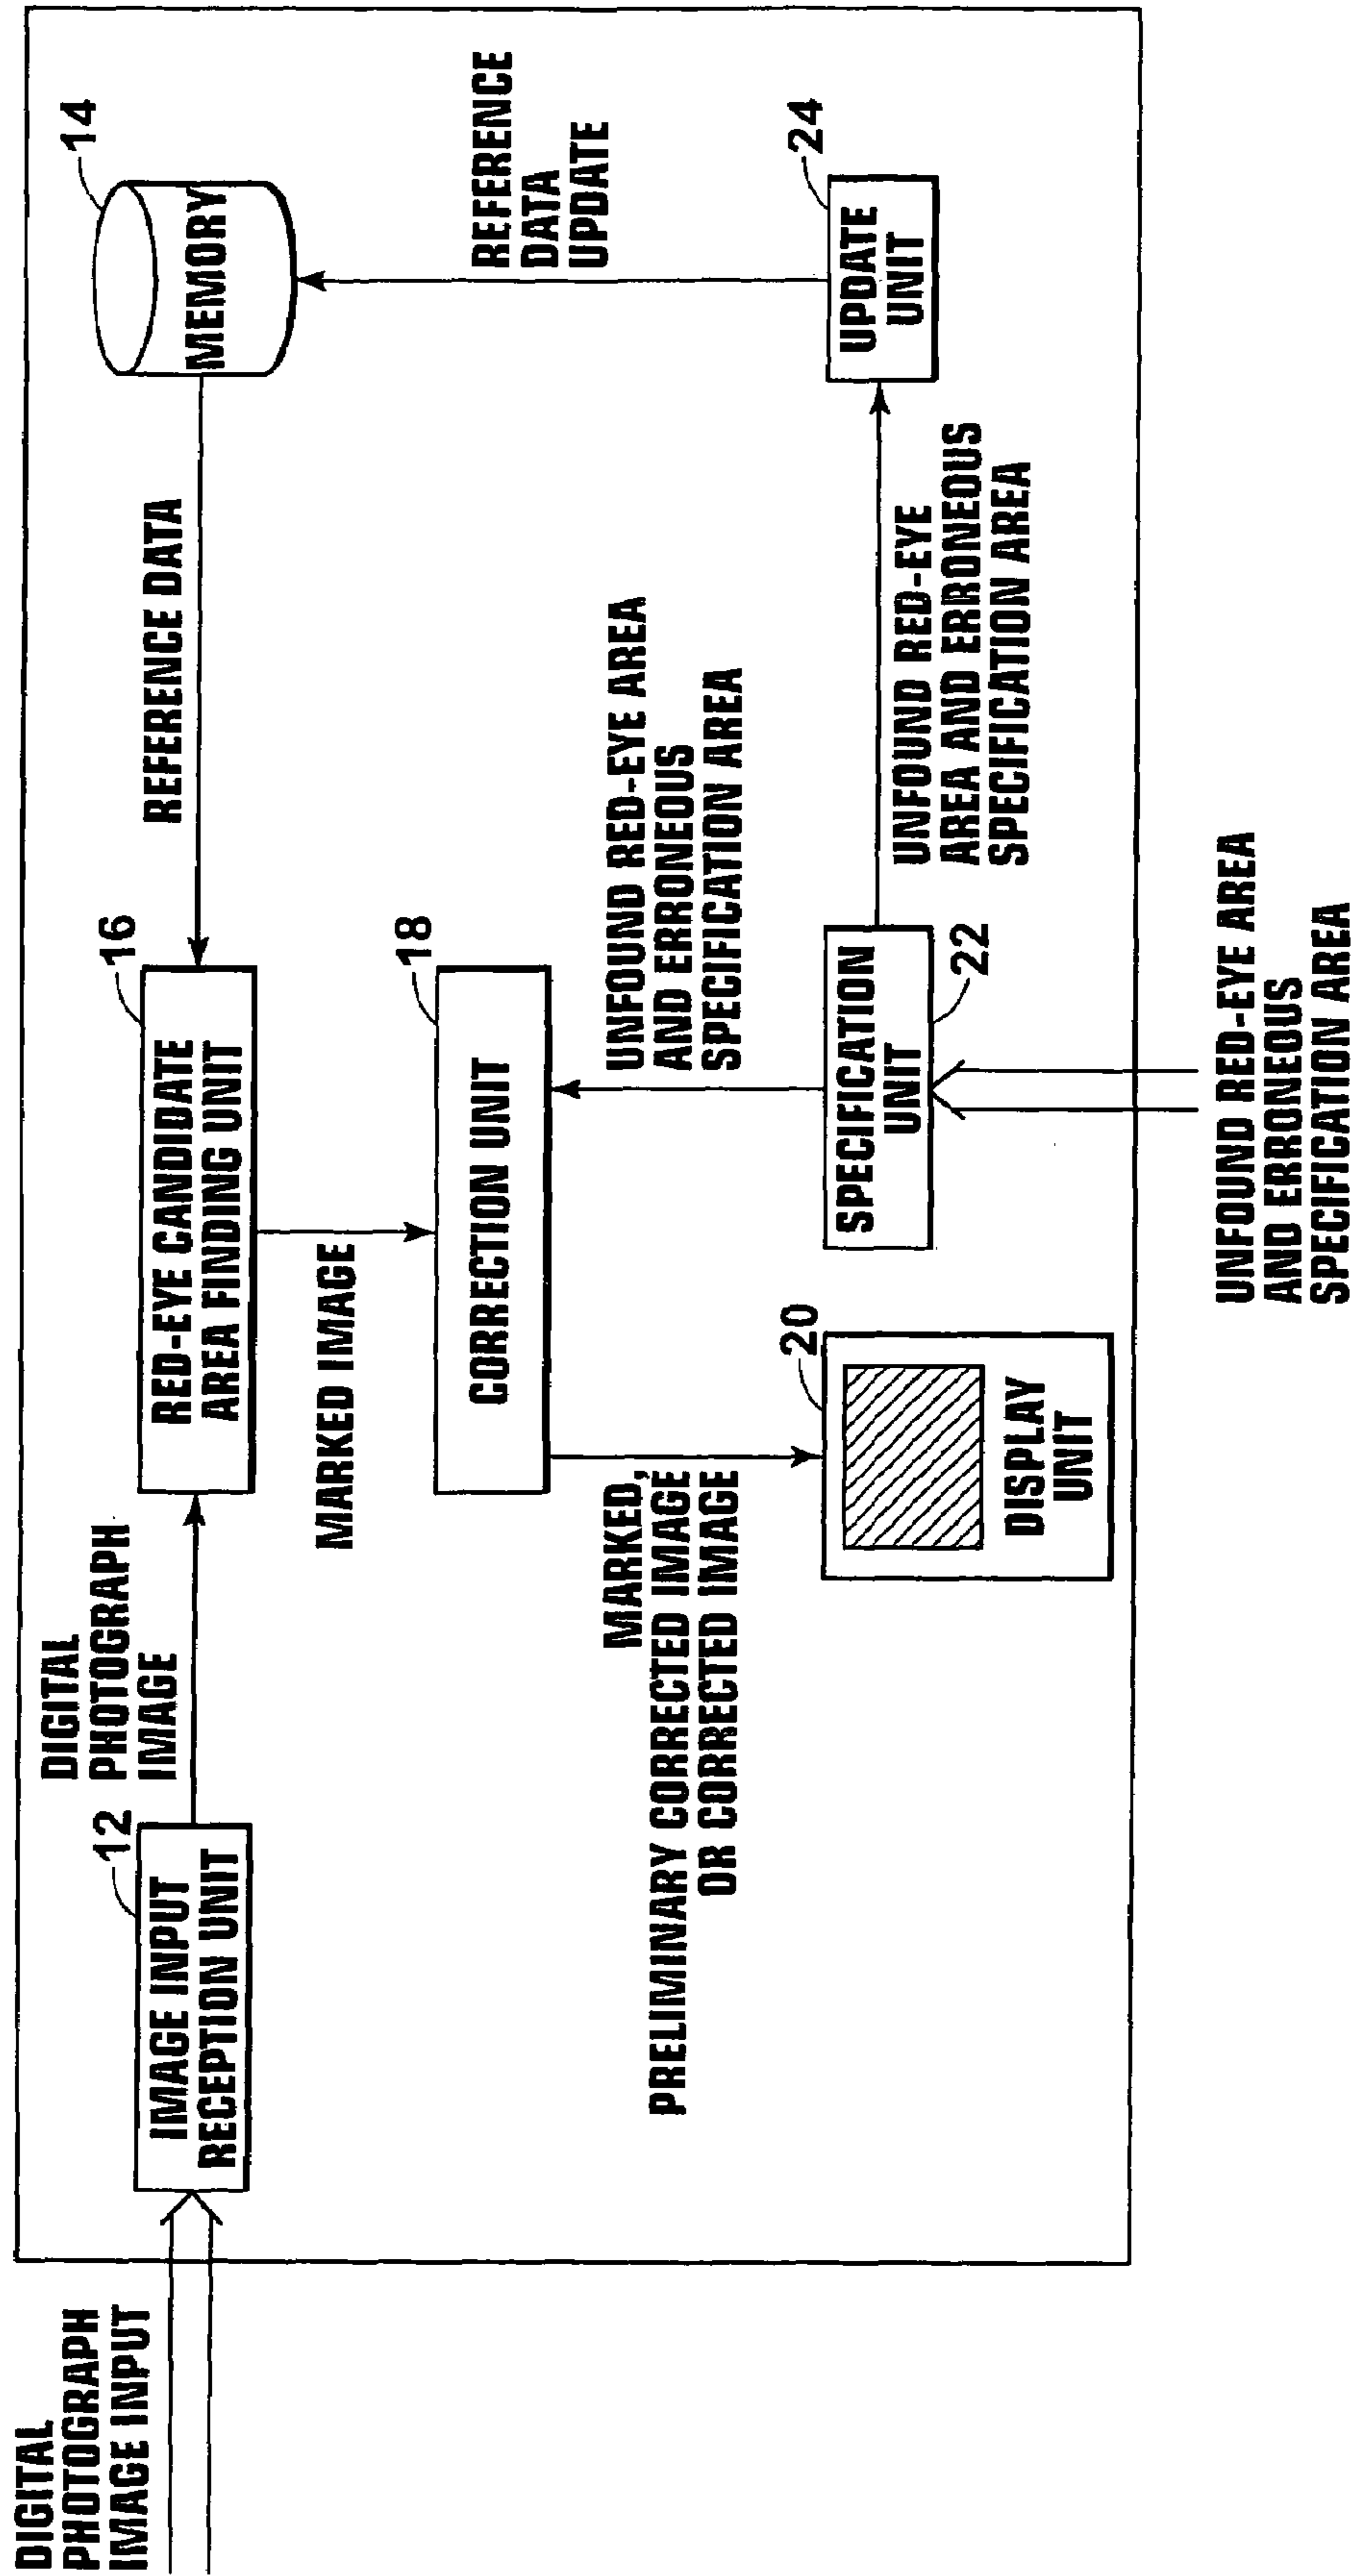 DIGITAL
PHOTOGRAPH
IMAGE INPUT
12
IMAGE INPUT
RECEPTION UNIT
DIGITAL
PHOTOGRAPH
IMAGE
16
RED-EYE CANDIDATE
AREA FINDING UNIT
REFERENCE DATA
14
MEMORY
MARKED IMAGE
18
CORRECTION UNIT
REFERENCE
DATA
UPDATE
MARKED,
PRELIMINARY CORRECTED IMAGE
OR CORRECTED IMAGE
UNFOUND RED-EYE AREA
AND ERRONEOUS
SPECIFICATION AREA
20
DISPLAY
UNIT
SPECIFICATION
UNIT
22
UNFOUND RED-EYE
AREA AND ERRONEOUS
SPECIFICATION AREA
24
UPDATE
UNIT
UNFOUND RED-EYE AREA
AND ERRONEOUS
SPECIFICATION AREA